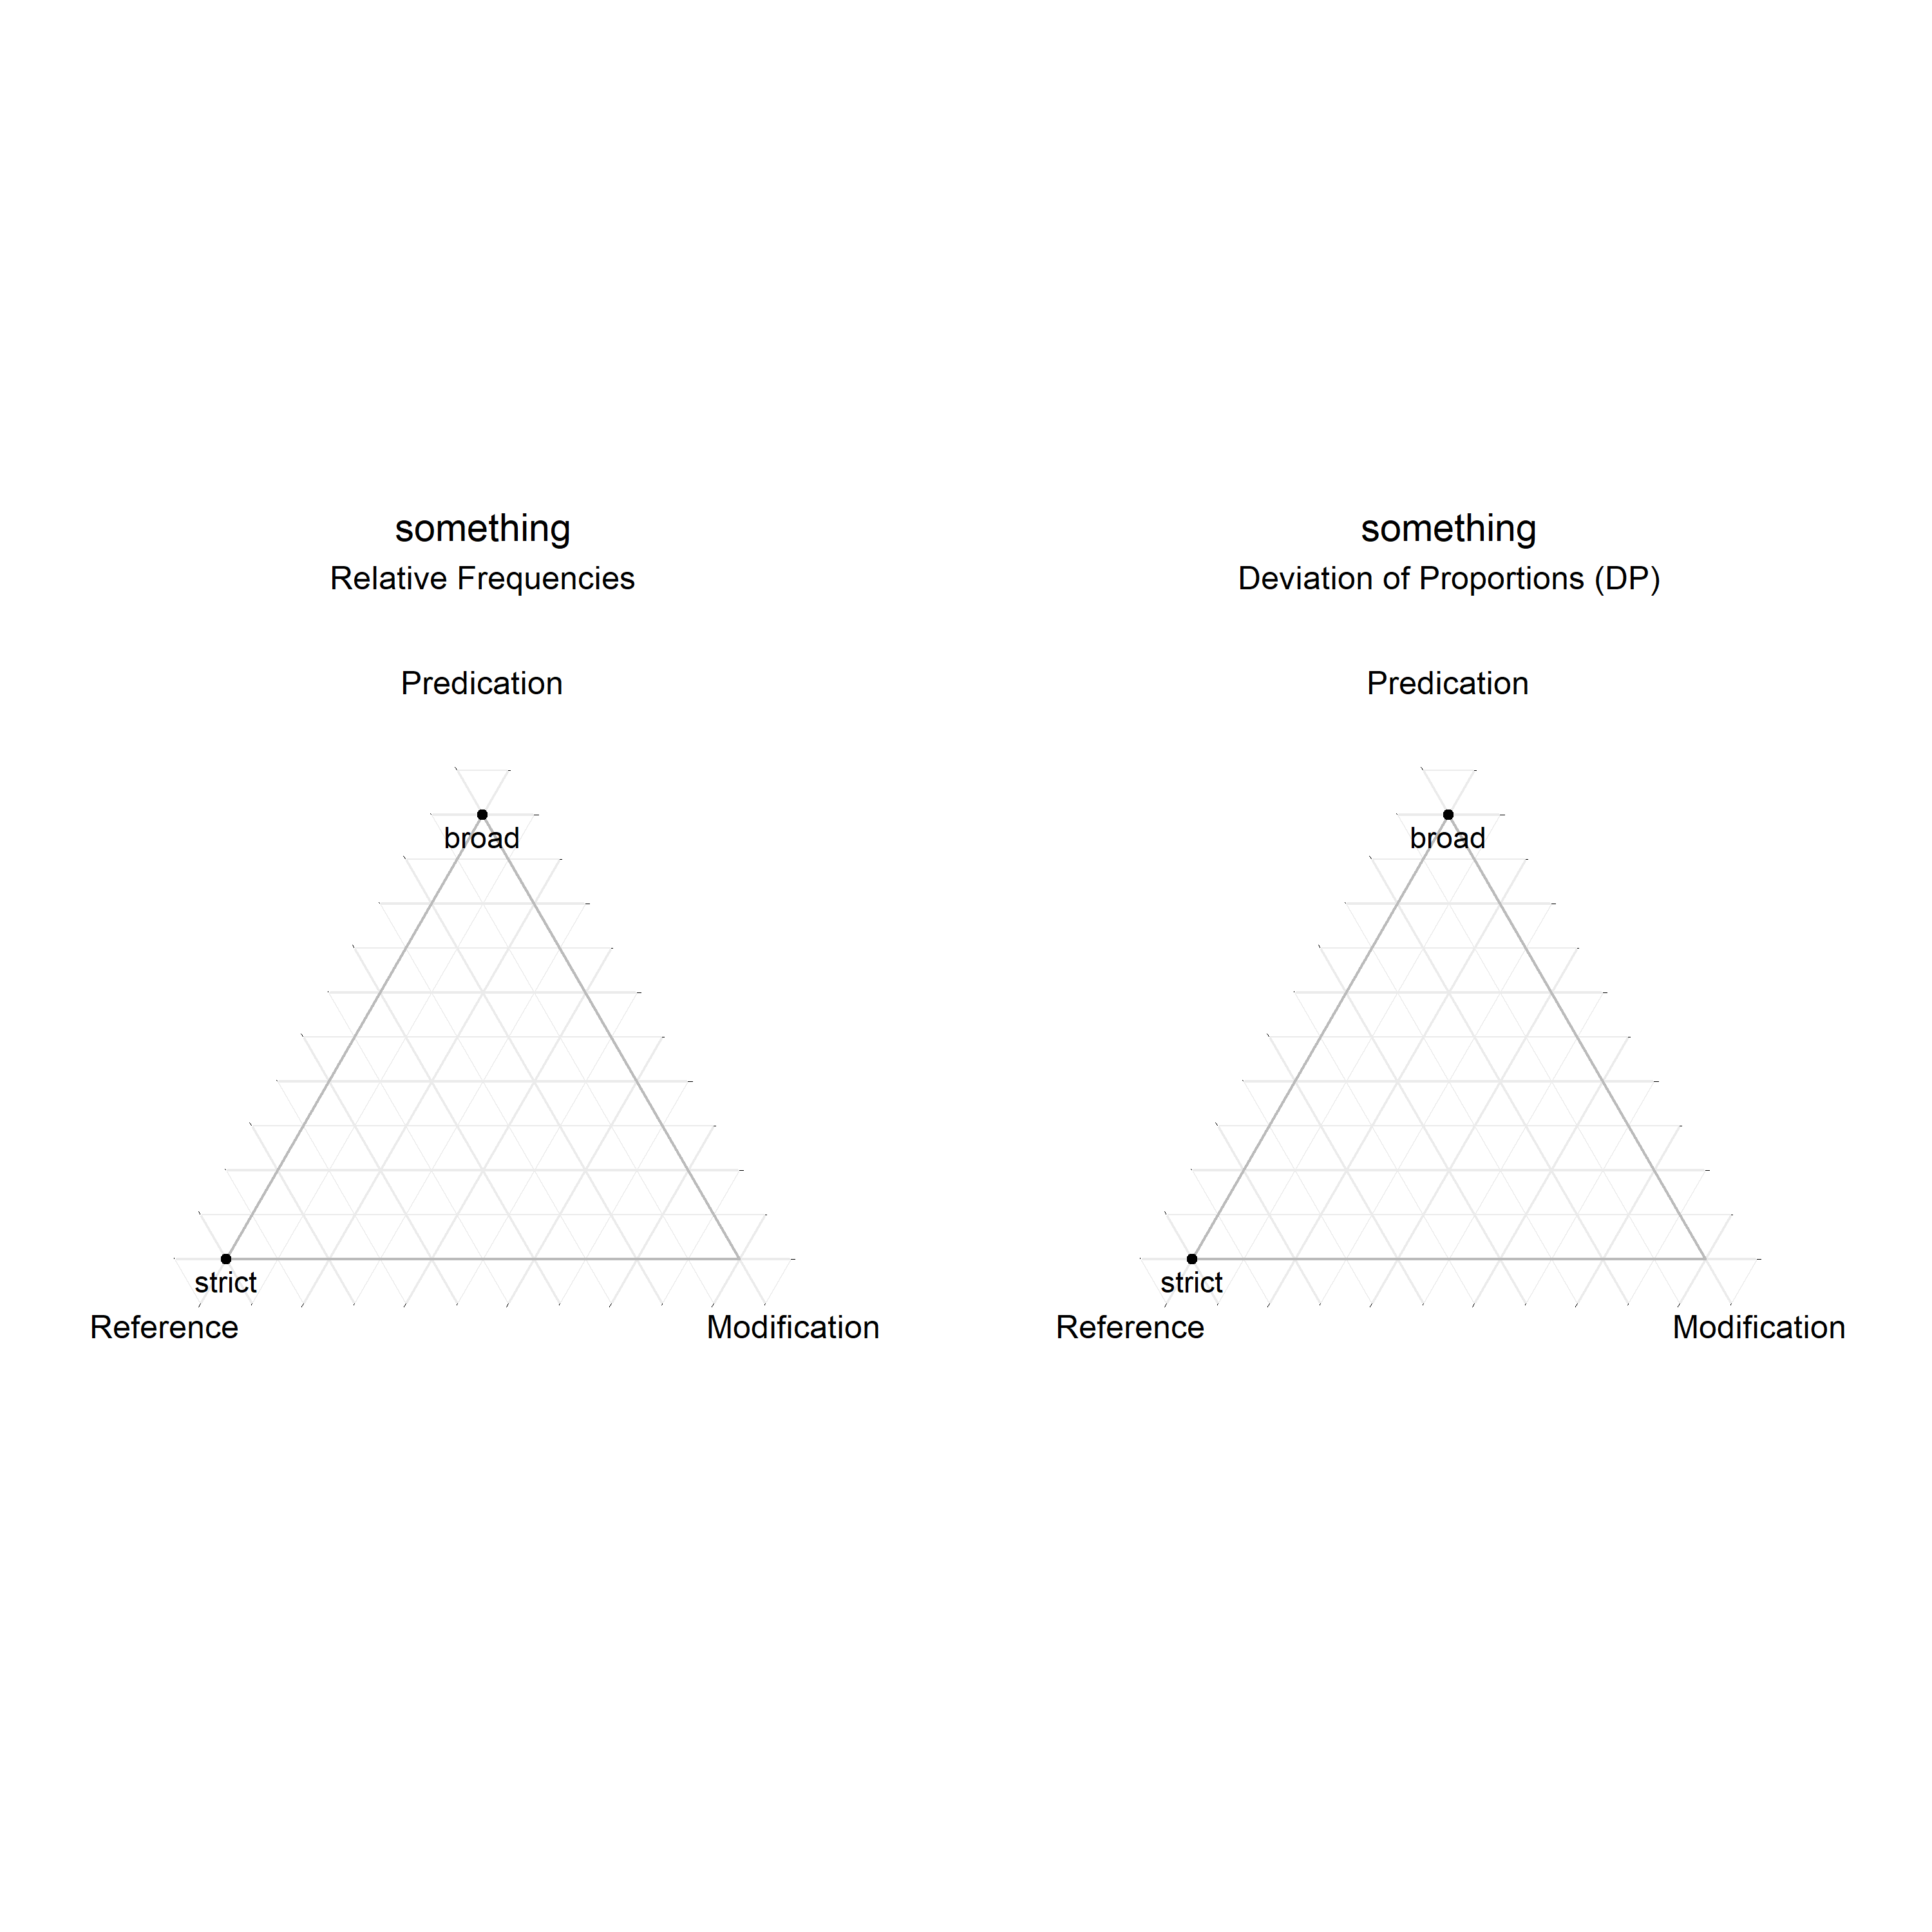 something
Relative Frequencies
Predication
broad
strict
Reference
Modification
something
Deviation of Proportions (DP)
Predication
broad
strict
Reference
Modification